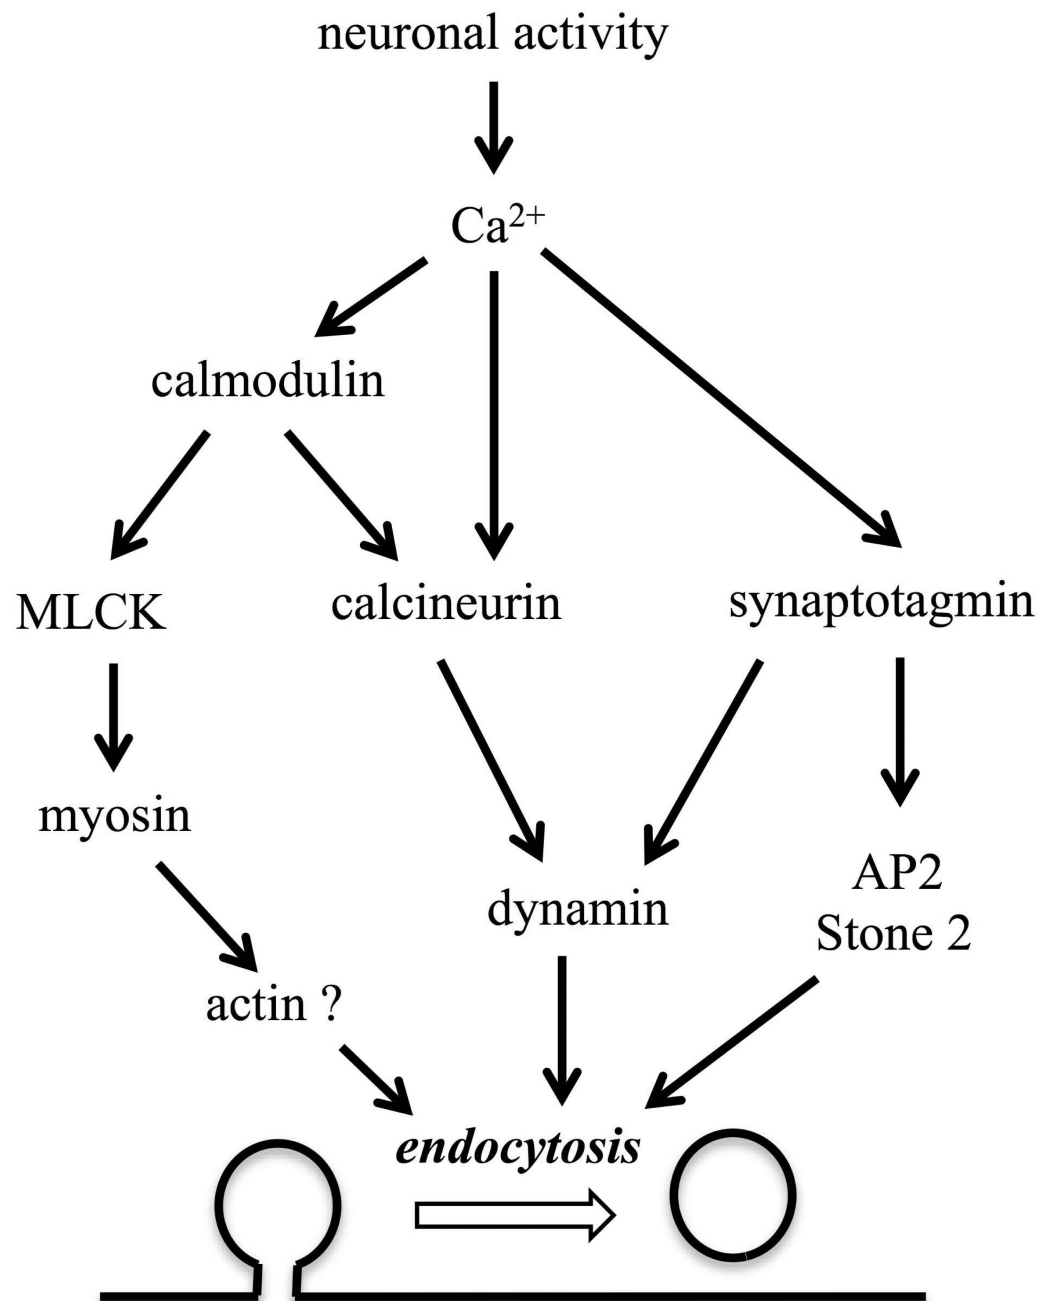 neuronal activity
Ca²⁺
calmodulin
MLCK
calcineurin
synaptotagmin
myosin
dynamin
AP2
Stone 2
actin ?
endocytosis